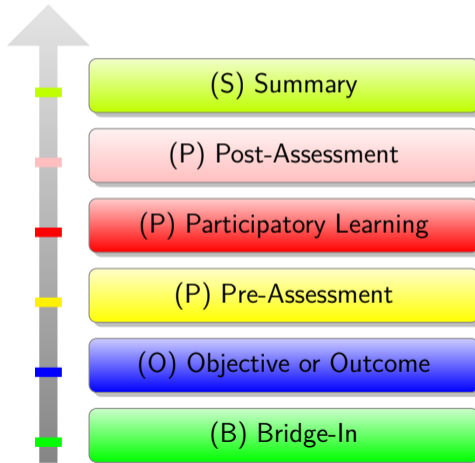 (S) Summary
(P) Post-Assessment
(P) Participatory Learning
(P) Pre-Assessment
(O) Objective or Outcome
(B) Bridge-In